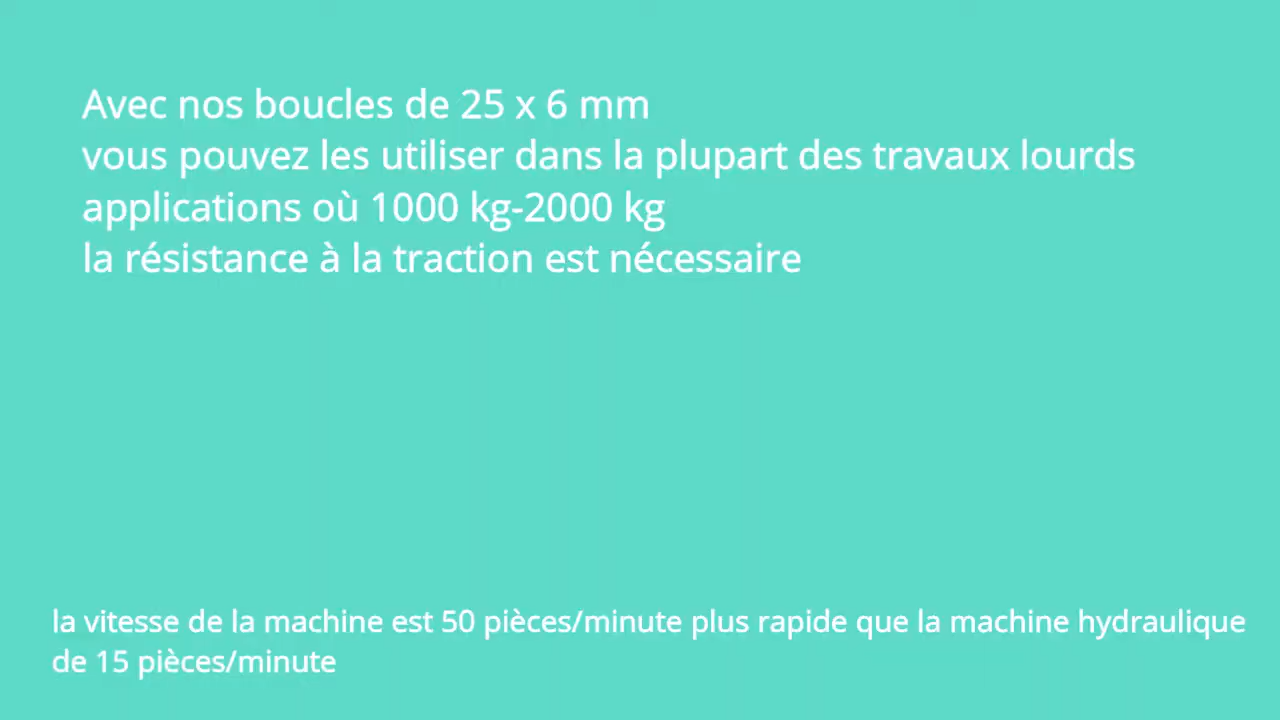 Avec nos boucles de 25 x 6 mm
vous pouvez les utiliser dans la plupart des travaux lourds
applications où 1000 kg-2000 kg
la résistance à la traction est nécessaire
la vitesse de la machine est 50 pièces/minute plus rapide que la machine hydraulique
de 15 pièces/minute